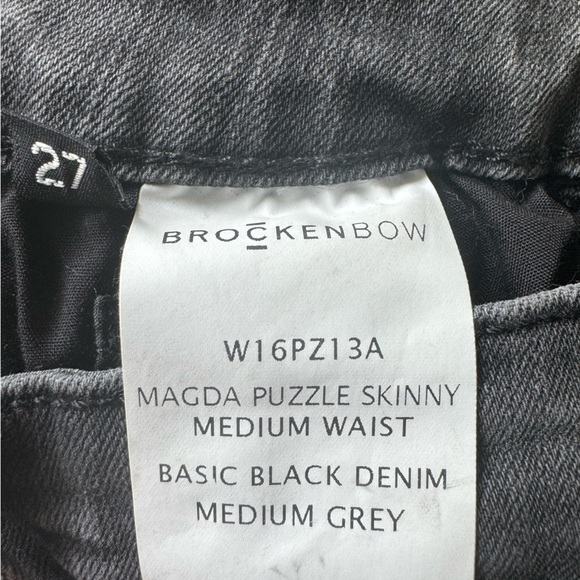 27
BROCKENBOW
W16PZ13A
MAGDA PUZZLE SKINNY
MEDIUM WAIST
BASIC BLACK DENIM
MEDIUM GREY